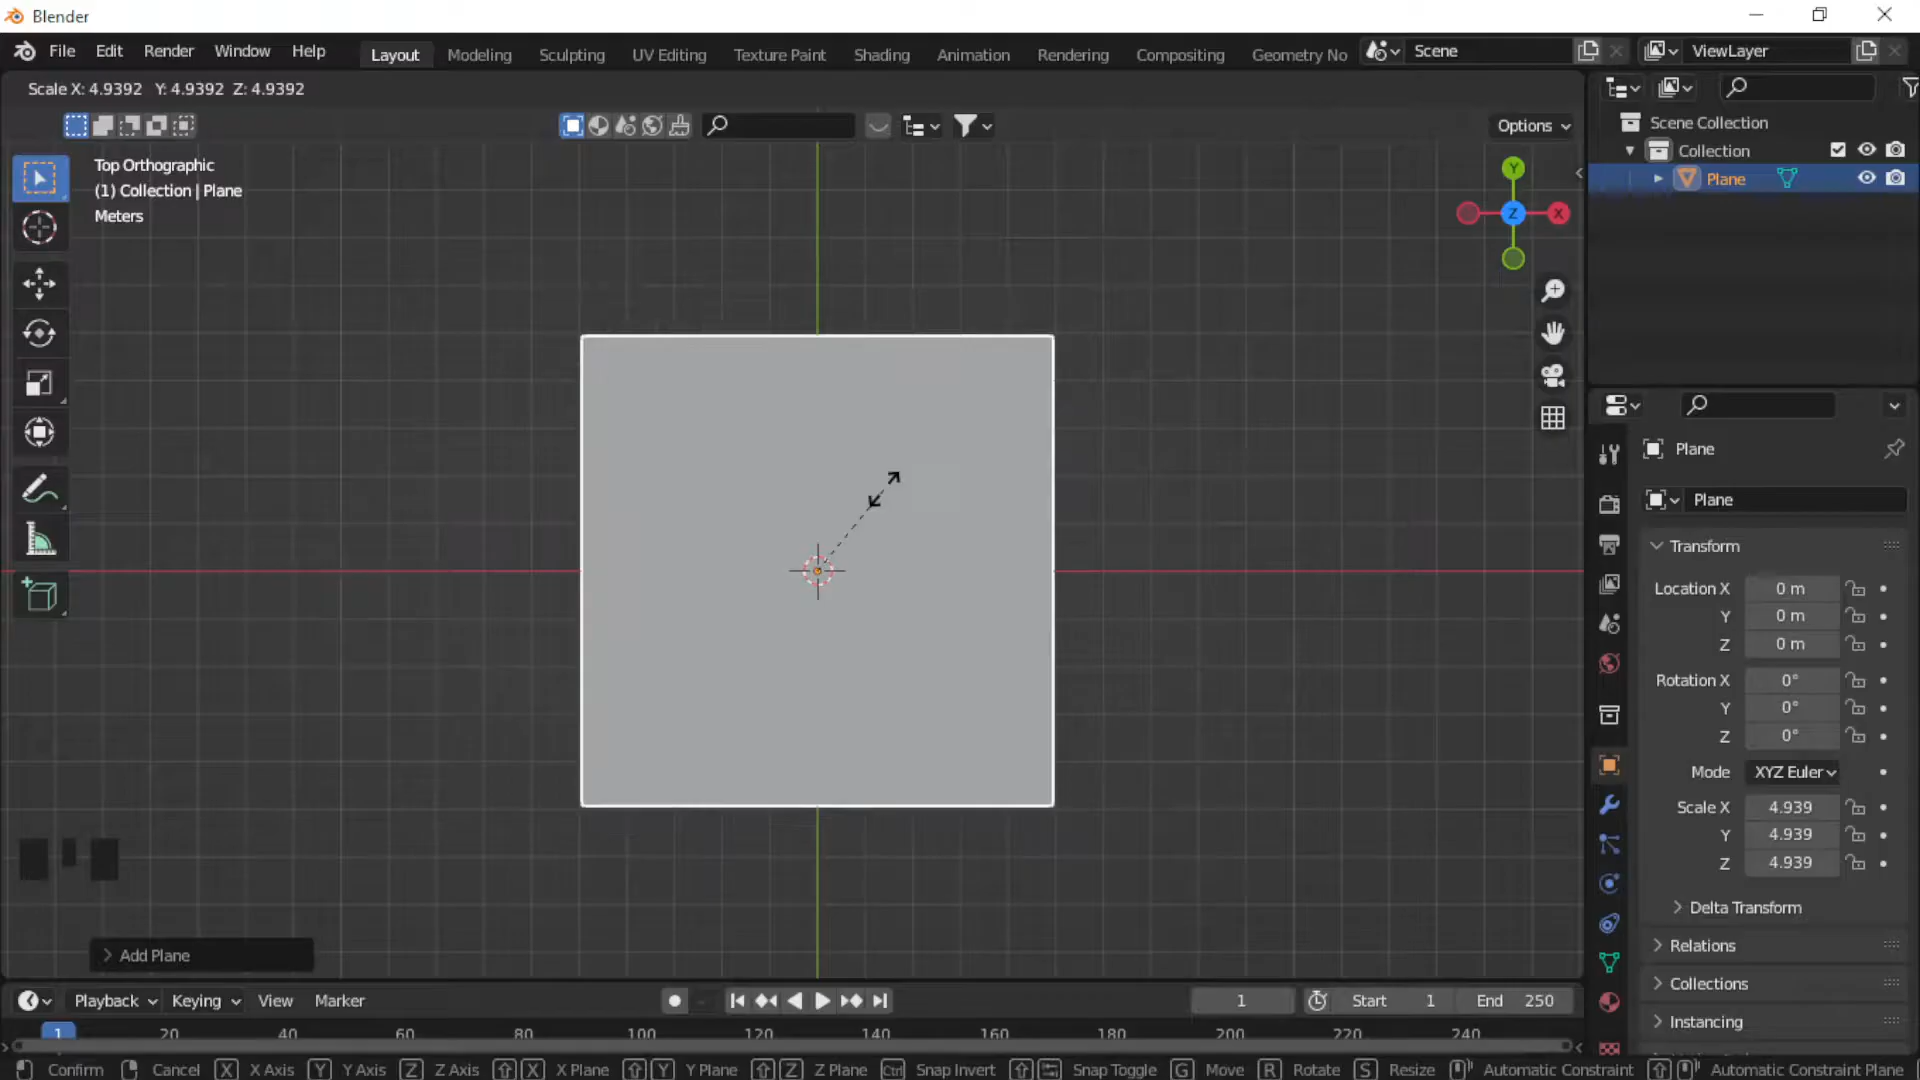 Blender
File Edit Render Window Help Layout Modeling Sculpting UV Editing Texture Paint Shading Animation Rendering Compositing Geometry No Scene ViewLayer
Scale X: 4.9392 Y: 4.9392 Z: 4.9392
Options
Top Orthographic
(1) Collection | Plane
Meters
Y
Z X
Scene Collection
Collection
Plane
Plane
Plane
Transform
Location X 0 m
Y 0 m
Z 0 m
Rotation X 0°
Y 0°
Z 0°
Mode XYZ Euler
Scale X 4.939
Y 4.939
Z 4.939
Delta Transform
Relations
Collections
Instancing
Add Plane
Playback Keying View Marker 1 Start 1 End 250
1 20 40 60 80 100 120 140 160 180 200 220 240
Confirm Cancel X X Axis Y Y Axis Z Z Axis X X Plane Y Y Plane Z Z Plane Ctrl Snap Invert Snap Toggle G Move R Rotate S Resize Automatic Constraint Automatic Constraint Plane